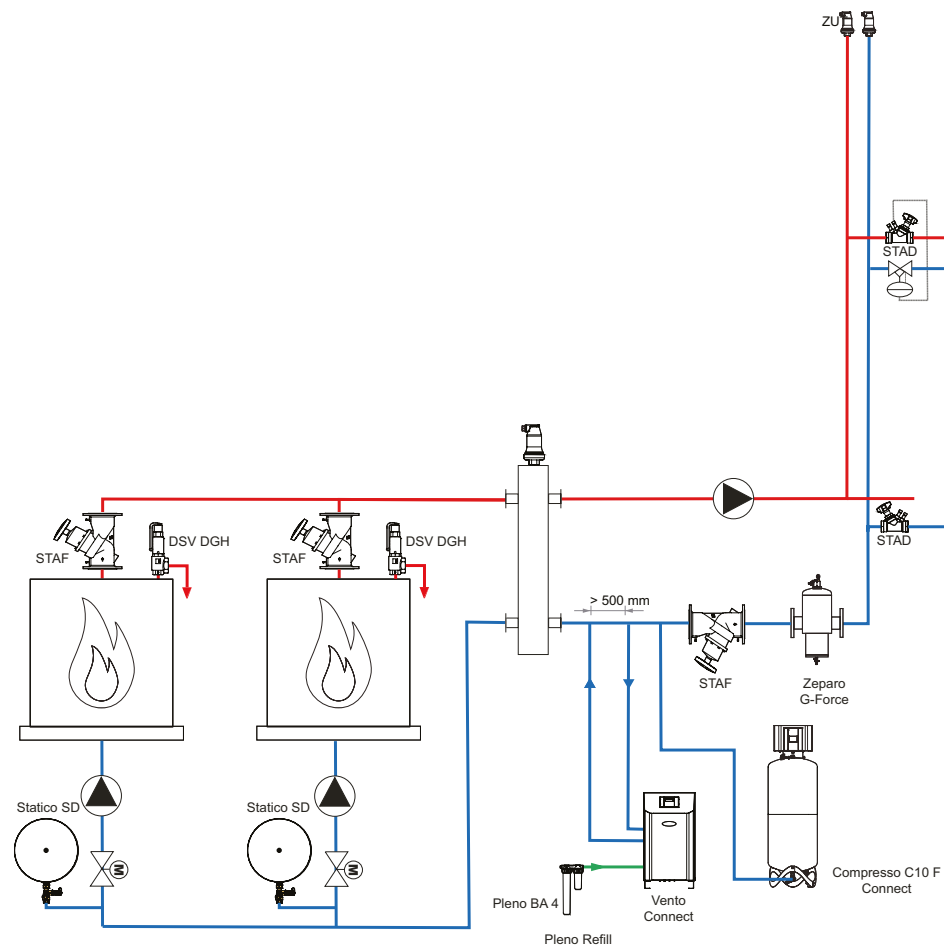 ZU
STAD
STAD
STAF
DSV DGH
STAF
DSV DGH
> 500 mm
STAF
Zeparo
G-Force
Statico SD
M
Statico SD
M
Pleno BA 4
Pleno Refill
Vento
Connect
Compresso C10 F
Connect